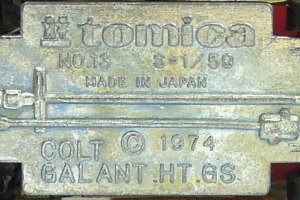 tomica
NO.13 S=1/59
MADE IN JAPAN
COLT © 1974
GALANT.HT.GS.